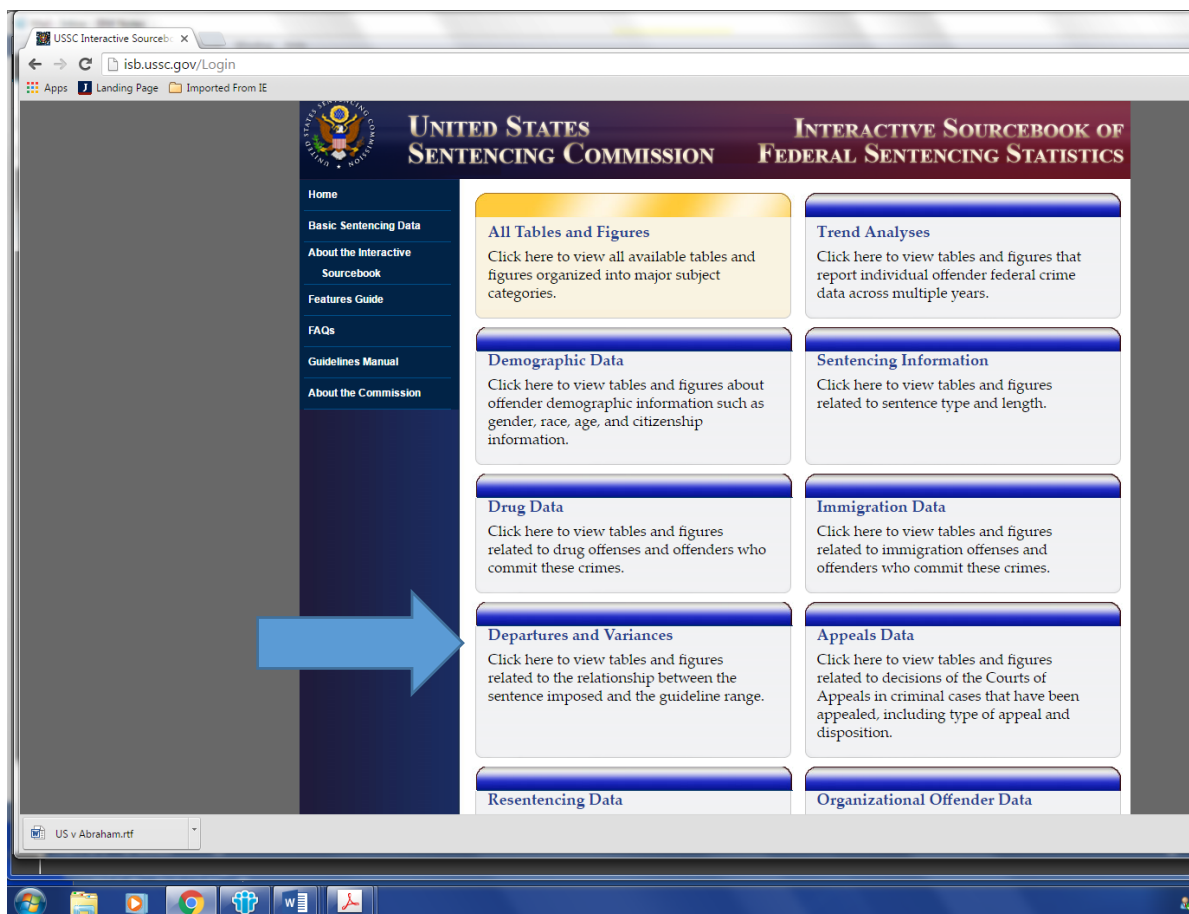 USSC Interactive Sourceb
isb.ussc.gov/Login
Apps Landing Page Imported From IE
UNITED STATES
SENTENCING COMMISSION
INTERACTIVE SOURCEBOOK OF
FEDERAL SENTENCING STATISTICS
Home
Basic Sentencing Data
About the Interactive
Sourcebook
Features Guide
FAQs
Guidelines Manual
About the Commission
All Tables and Figures
Click here to view all available tables and
figures organized into major subject
categories.
Trend Analyses
Click here to view tables and figures that
report individual offender federal crime
data across multiple years.
Demographic Data
Click here to view tables and figures about
offender demographic information such as
gender, race, age, and citizenship
information.
Sentencing Information
Click here to view tables and figures
related to sentence type and length.
Drug Data
Click here to view tables and figures
related to drug offenses and offenders who
commit these crimes.
Immigration Data
Click here to view tables and figures
related to immigration offenses and
offenders who commit these crimes.
Departures and Variances
Click here to view tables and figures
related to the relationship between the
sentence imposed and the guideline range.
Appeals Data
Click here to view tables and figures
related to decisions of the Courts of
Appeals in criminal cases that have been
appealed, including type of appeal and
disposition.
Resentencing Data
Organizational Offender Data
US v Abraham.rtf